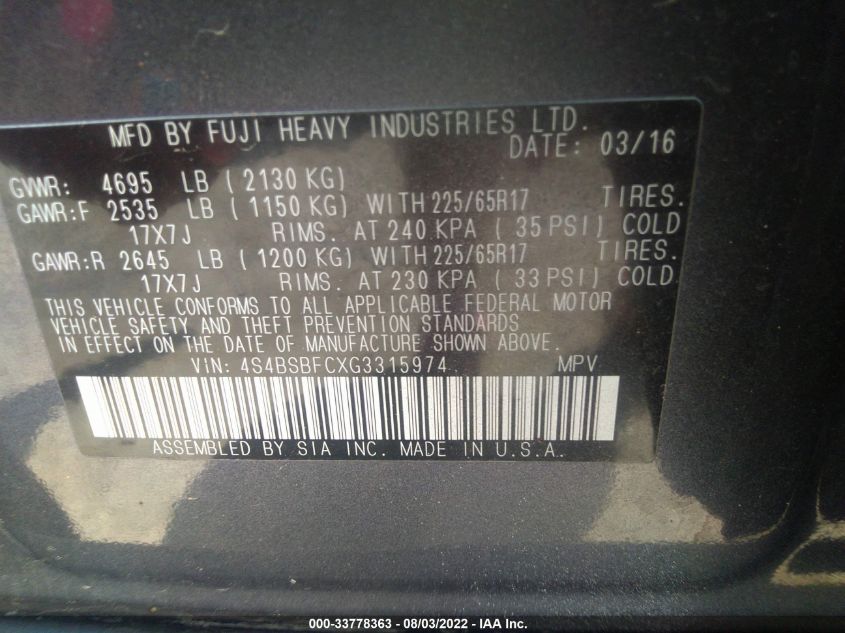 MFD BY FUJI HEAVY INDUSTRIES LTD.
DATE: 03/16
GVWR: 4695 LB ( 2130 KG)
GAWR:F 2535 LB ( 1150 KG) WITH 225/65R17 TIRES.
17X7J RIMS. AT 240 KPA ( 35 PSI) COLD
GAWR:R 2645 LB ( 1200 KG) WITH 225/65R17 TIRES.
17X7J RIMS. AT 230 KPA ( 33 PSI) COLD
THIS VEHICLE CONFORMS TO ALL APPLICABLE FEDERAL MOTOR
VEHICLE SAFETY AND THEFT PREVENTION STANDARDS
IN EFFECT ON THE DATE OF MANUFACTURE SHOWN ABOVE.
VIN: 4S4BSBFCXG3315974 MPV
ASSEMBLED BY SIA INC. MADE IN U.S.A.
000-33778363 - 08/03/2022 - IAA Inc.